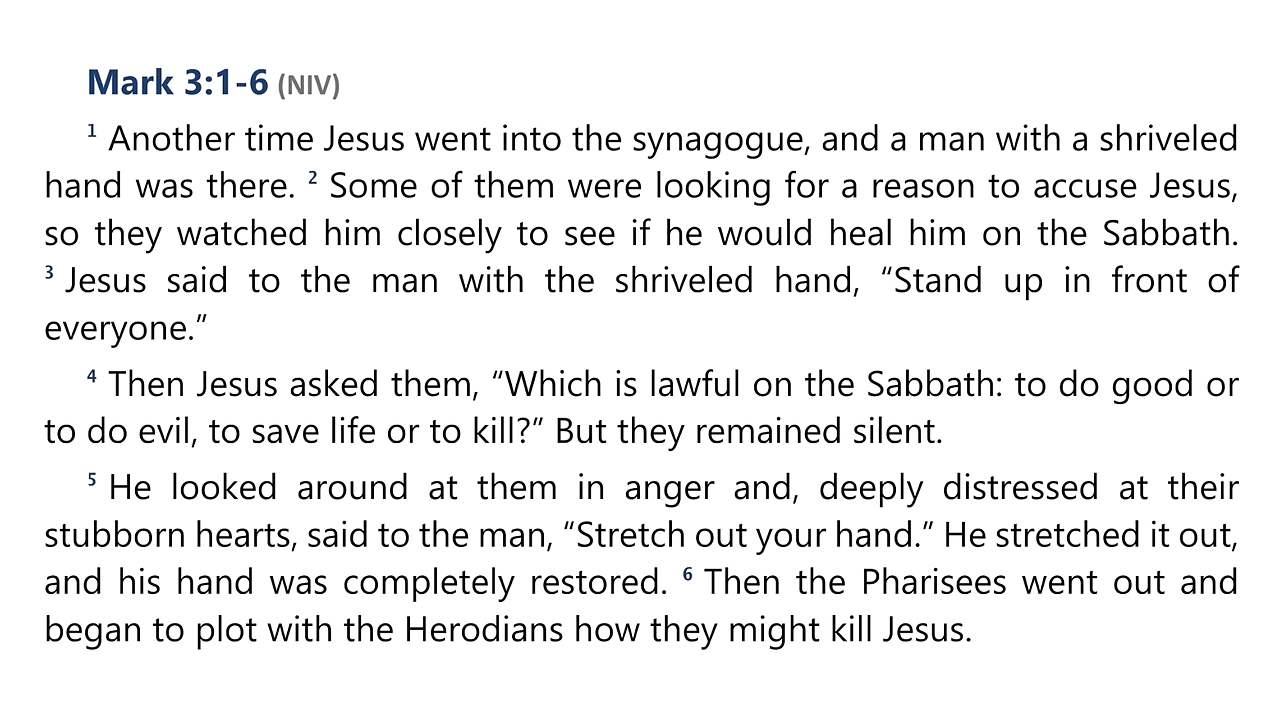 Mark 3:1-6 (NIV)
1 Another time Jesus went into the synagogue, and a man with a shriveled
hand was there. 2 Some of them were looking for a reason to accuse Jesus,
so they watched him closely to see if he would heal him on the Sabbath.
3 Jesus said to the man with the shriveled hand, “Stand up in front of
everyone.”
4 Then Jesus asked them, “Which is lawful on the Sabbath: to do good or
to do evil, to save life or to kill?” But they remained silent.
5 He looked around at them in anger and, deeply distressed at their
stubborn hearts, said to the man, “Stretch out your hand.” He stretched it out,
and his hand was completely restored. 6 Then the Pharisees went out and
began to plot with the Herodians how they might kill Jesus.